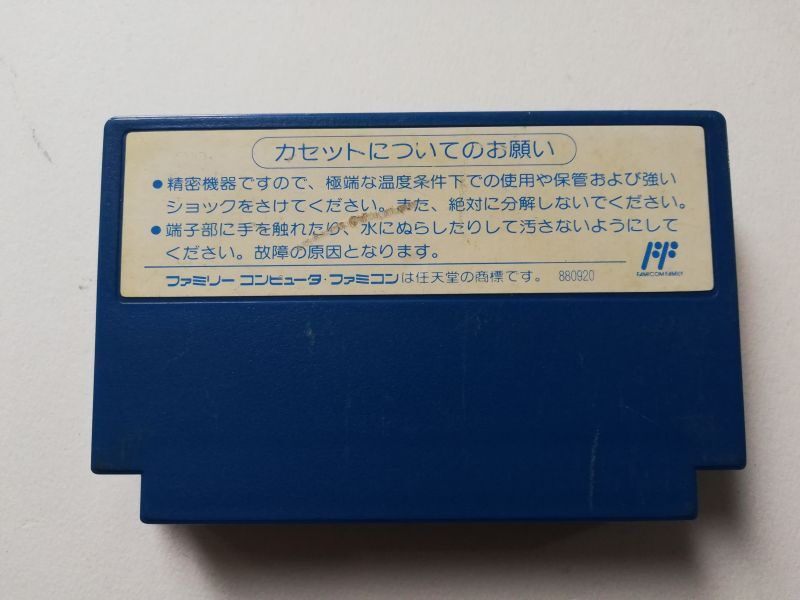 カセットについてのお願い
●精密機器ですので、極端な温度条件下での使用や保管および強い
ショックをさけてください。また、絶対に分解しないでください。
●端子部に手を触れたり、水にぬらしたりして汚さないようにして
ください。故障の原因となります。
FAMICOM FAMILY
ファミリーコンピュータ・ファミコンは任天堂の商標です。 880920